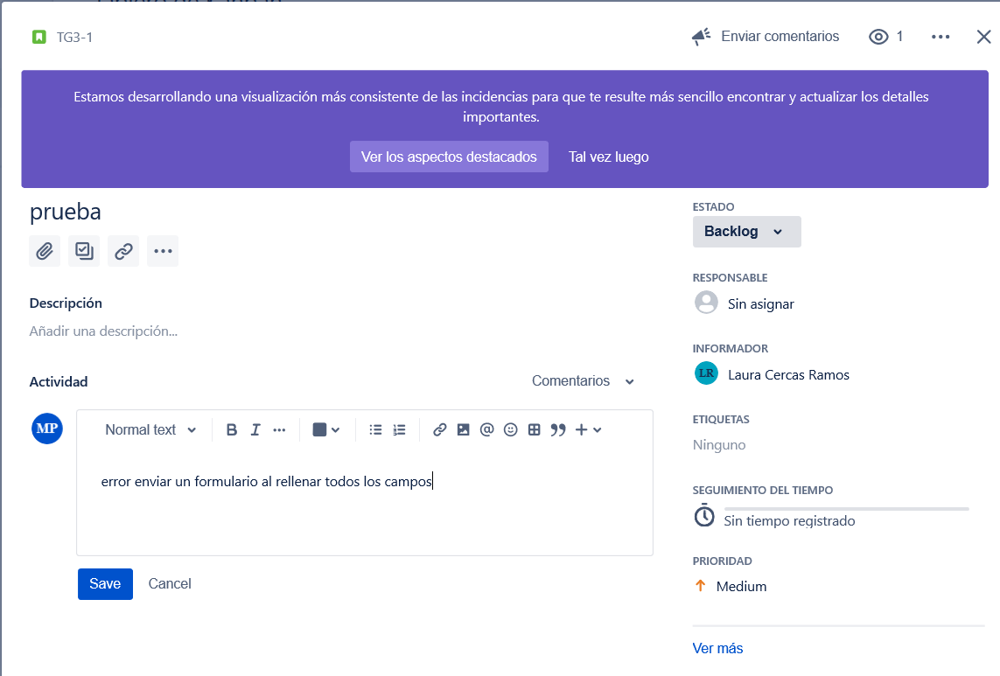 TG3-1
Enviar comentarios
1
Estamos desarrollando una visualización más consistente de las incidencias para que te resulte más sencillo encontrar y actualizar los detalles
importantes.
Ver los aspectos destacados
Tal vez luego
prueba
Descripción
Añadir una descripción...
Actividad
Comentarios
MP
Normal text
B I
error enviar un formulario al rellenar todos los campos
Save
Cancel
ESTADO
Backlog
RESPONSABLE
Sin asignar
INFORMADOR
LR
Laura Cercas Ramos
ETIQUETAS
Ninguno
SEGUIMIENTO DEL TIEMPO
Sin tiempo registrado
PRIORIDAD
Medium
Ver más